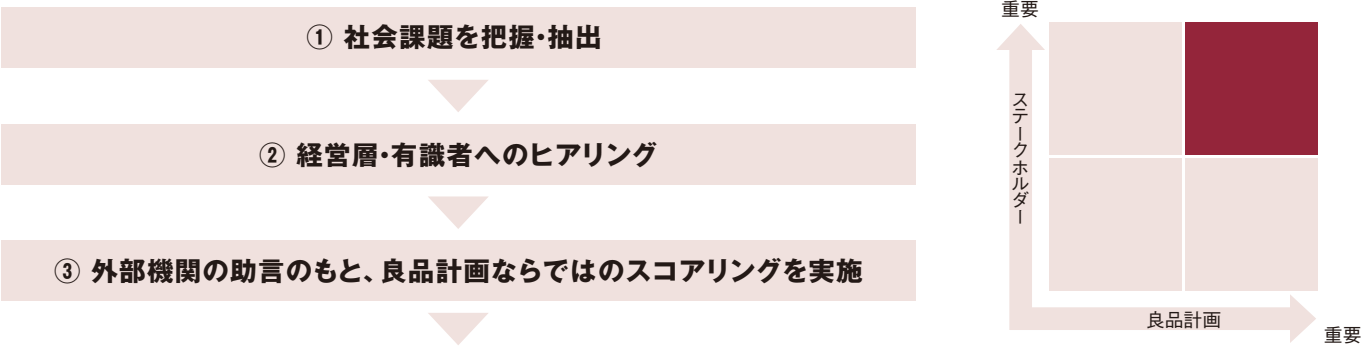 ① 社会課題を把握・抽出
② 経営層・有識者へのヒアリング
③ 外部機関の助言のもと、良品計画ならではのスコアリングを実施
重要
ステークホルダー
良品計画
重要